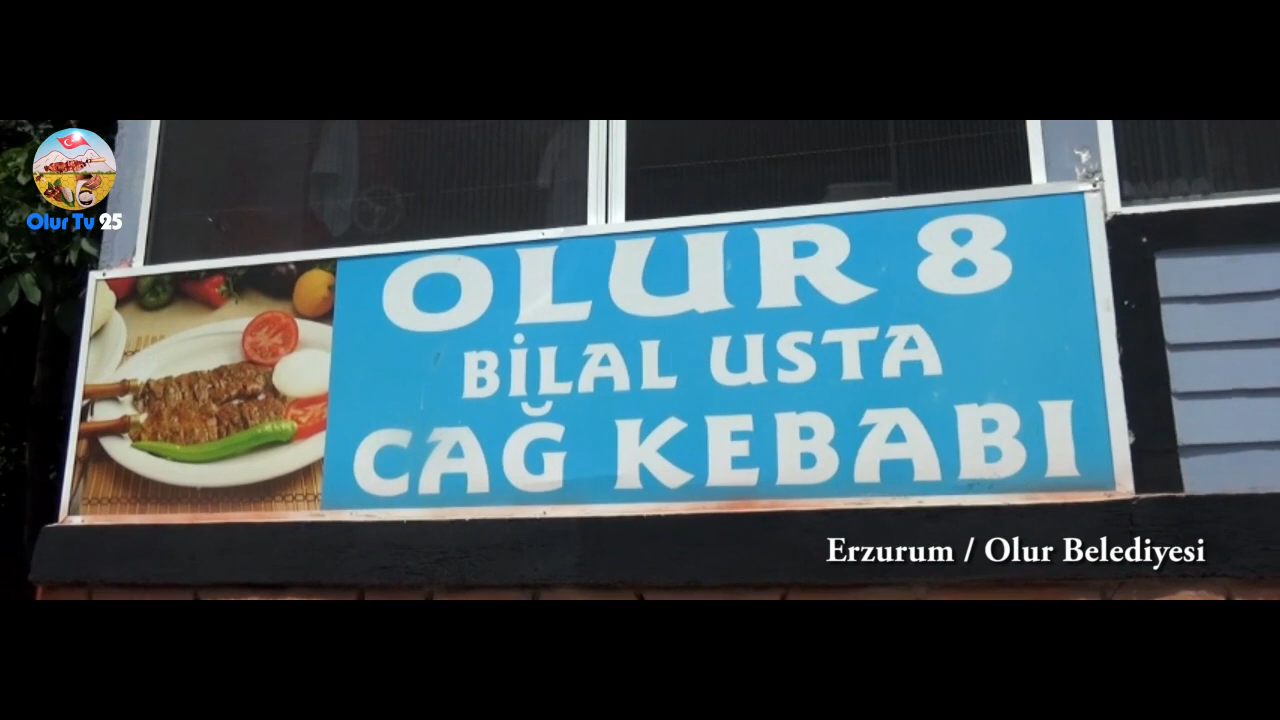 Olur Tv 25
OLUR 8
BİLAL USTA
CAĞ KEBABI
Erzurum / Olur Belediyesi